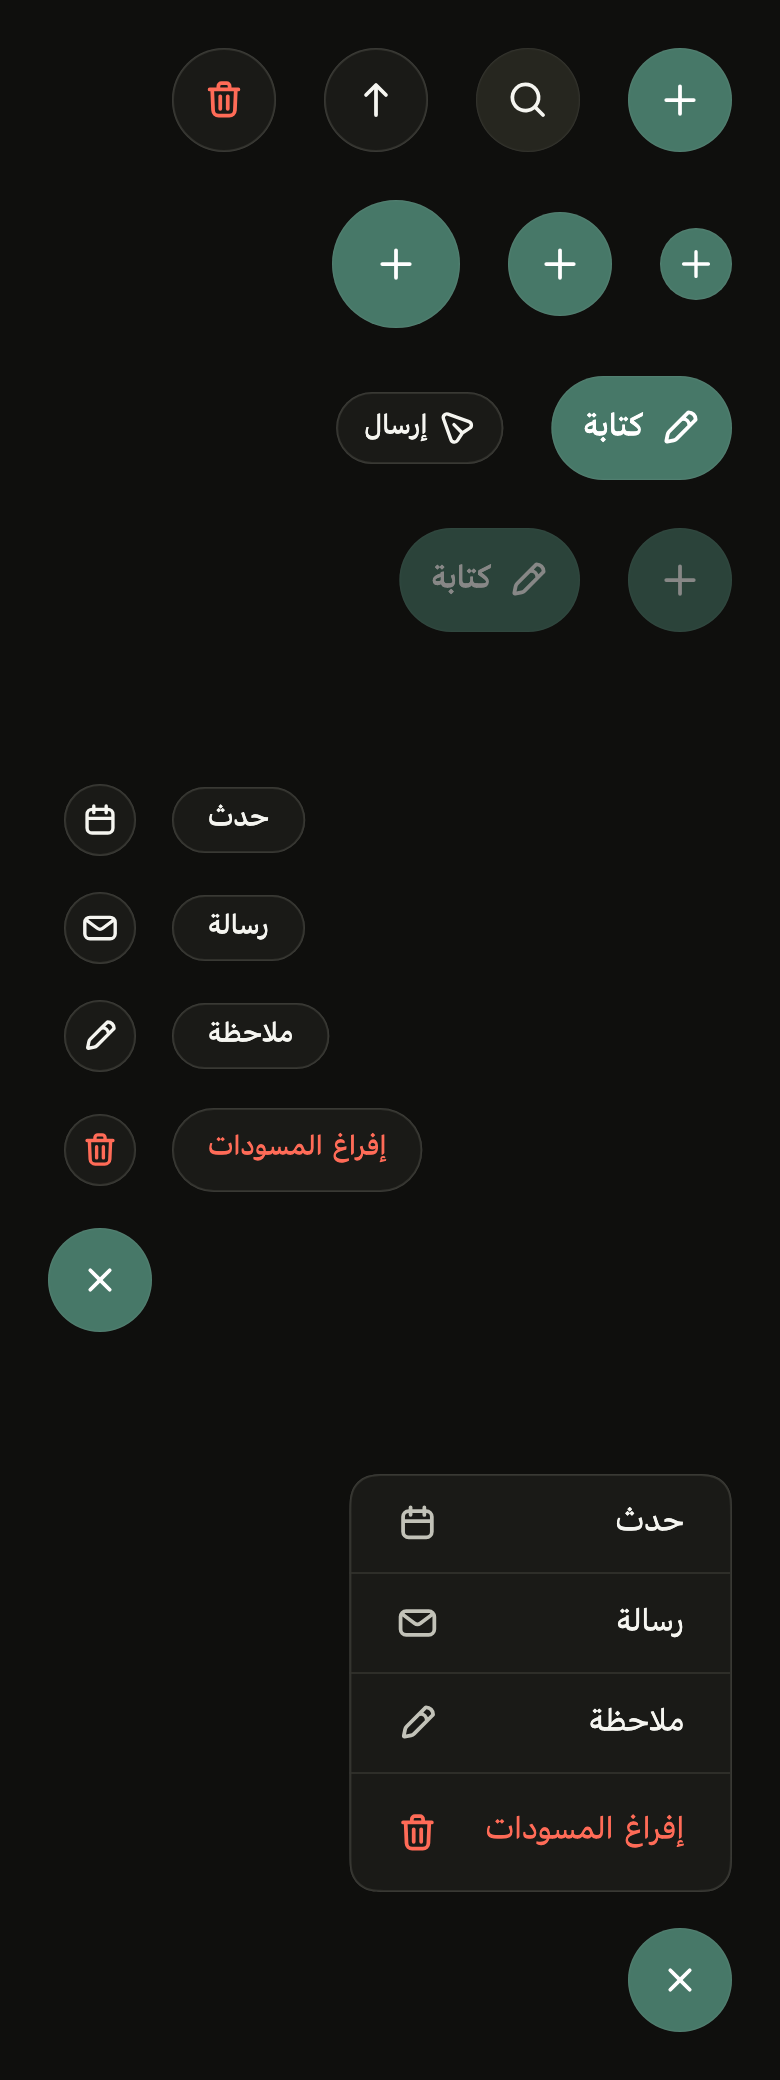 كتابة
إرسال
كتابة
حدث
رسالة
ملاحظة
إفراغ المسودات
حدث
رسالة
ملاحظة
إفراغ المسودات